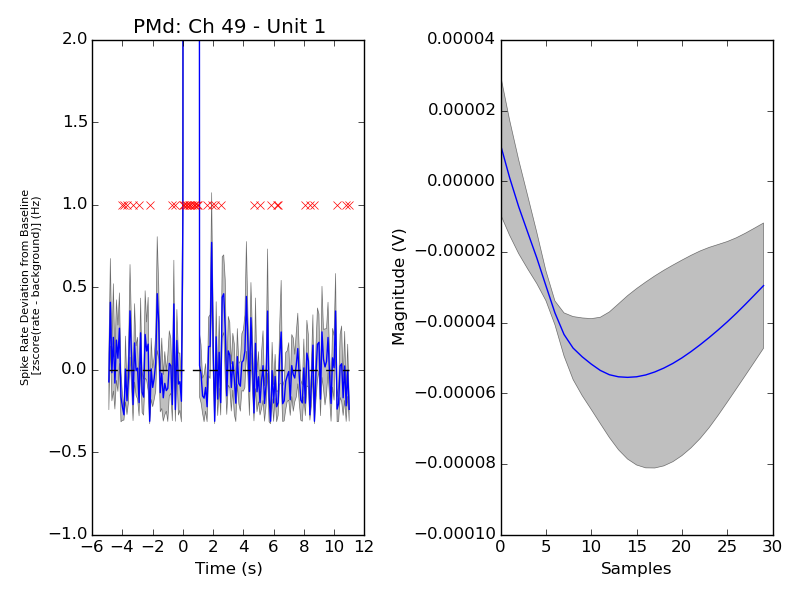 PMd: Ch 49 - Unit 1
2.0
1.5
1.0
0.5
0.0
−0.5
−1.0
−6 −4 −2 0 2 4 6 8 10 12
Time (s)
Spike Rate Deviation from Baseline
[zscore(rate - background)] (Hz)
0.00004
0.00002
0.00000
−0.00002
−0.00004
−0.00006
−0.00008
−0.00010
0 5 10 15 20 25 30
Samples
Magnitude (V)